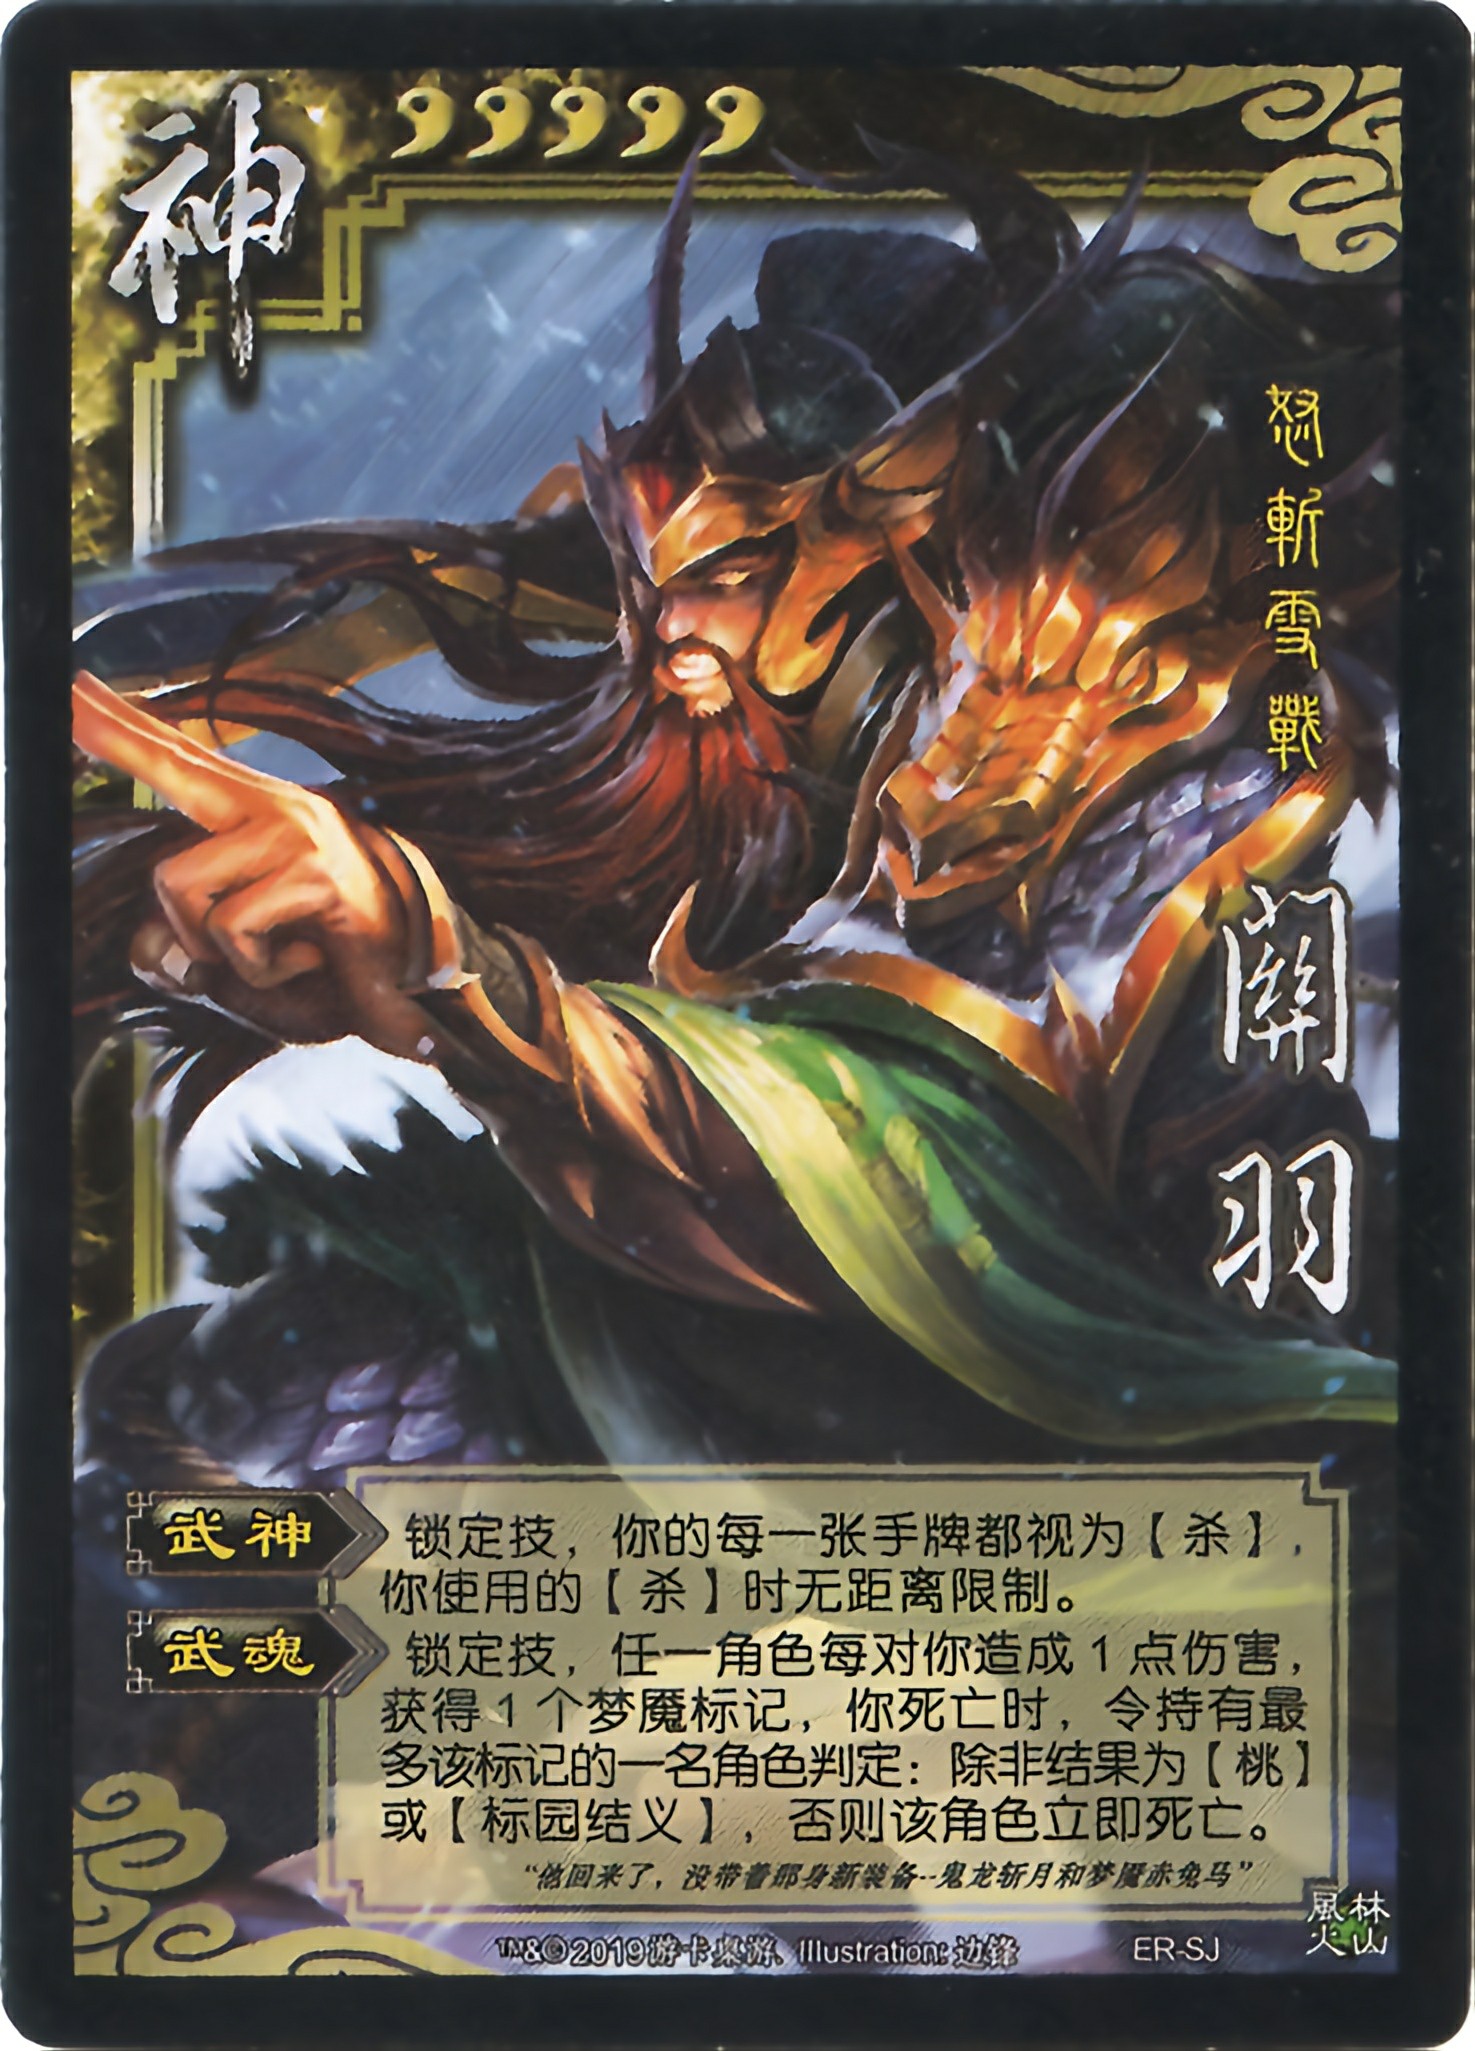 神
怒斬雪戰
關羽
武神
锁定技，你的每一张手牌都视为【杀】，
你使用的【杀】时无距离限制。
武魂
锁定技，任一角色每对你造成1点伤害，
获得1个梦魇标记，你死亡时，令持有最
多该标记的一名角色判定：除非结果为【桃】
或【标园结义】，否则该角色立即死亡。
“他回来了，没带着那身新装备--鬼龙斩月和梦魇赤兔马”
™&©2019游卡桌游. Illustration: 边锋
ER-SJ
風林
火山